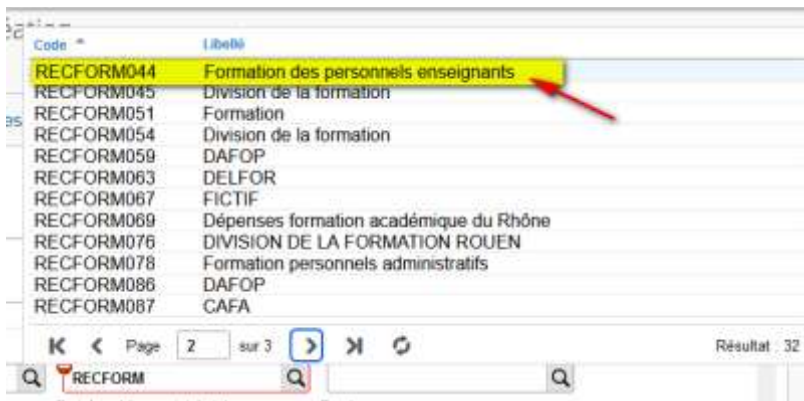 Code Libellé
RECFORM044 Formation des personnels enseignants
RECFORM045 Division de la formation
RECFORM051 Formation
RECFORM054 Division de la formation
RECFORM059 DAFOP
RECFORM063 DELFOR
RECFORM067 FICTIF
RECFORM069 Dépenses formation académique du Rhône
RECFORM076 DIVISION DE LA FORMATION ROUEN
RECFORM078 Formation personnels administratifs
RECFORM086 DAFOP
RECFORM087 CAFA
Page 2 sur 3 Résultat : 32
RECFORM